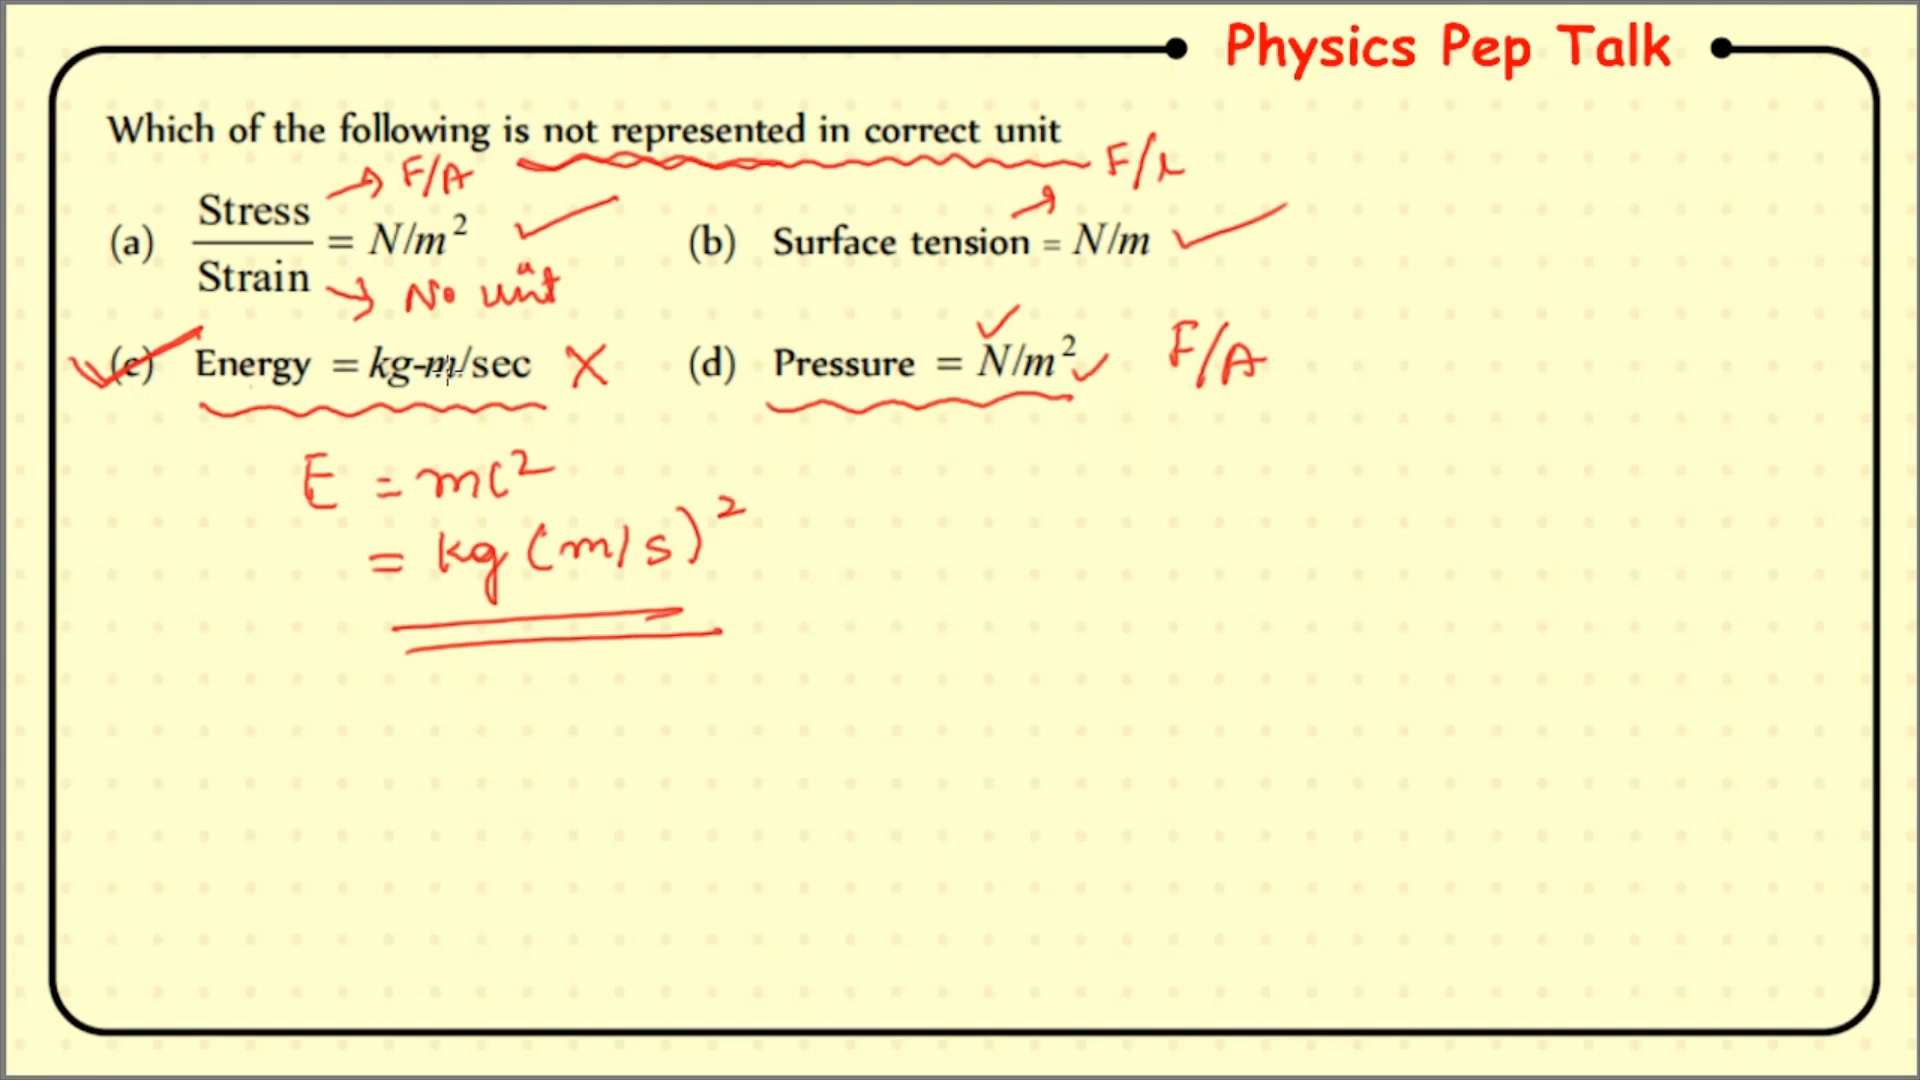 Physics Pep Talk
Which of the following is not represented in correct unit
F/A
F/l
(a) Stress / Strain = N/m²
(b) Surface tension = N/m
No unit
(c) Energy = kg-m/sec X
(d) Pressure = N/m²
F/A
E = mc²
= kg (m/s)²